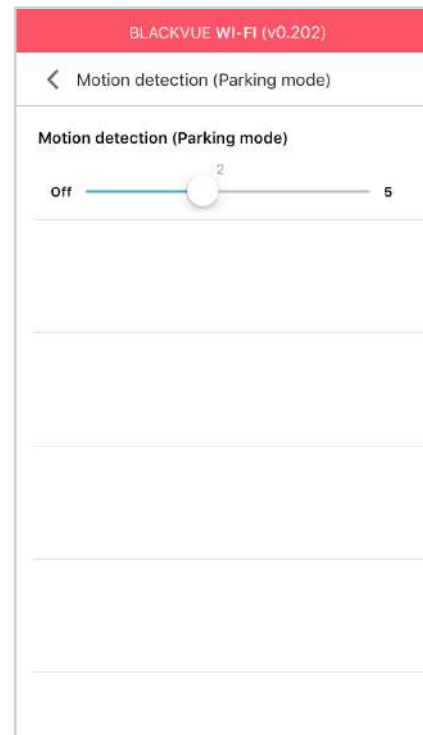 BLACKVUE WI-FI (v0.202)
Motion detection (Parking mode)
Motion detection (Parking mode)
2
Off 5